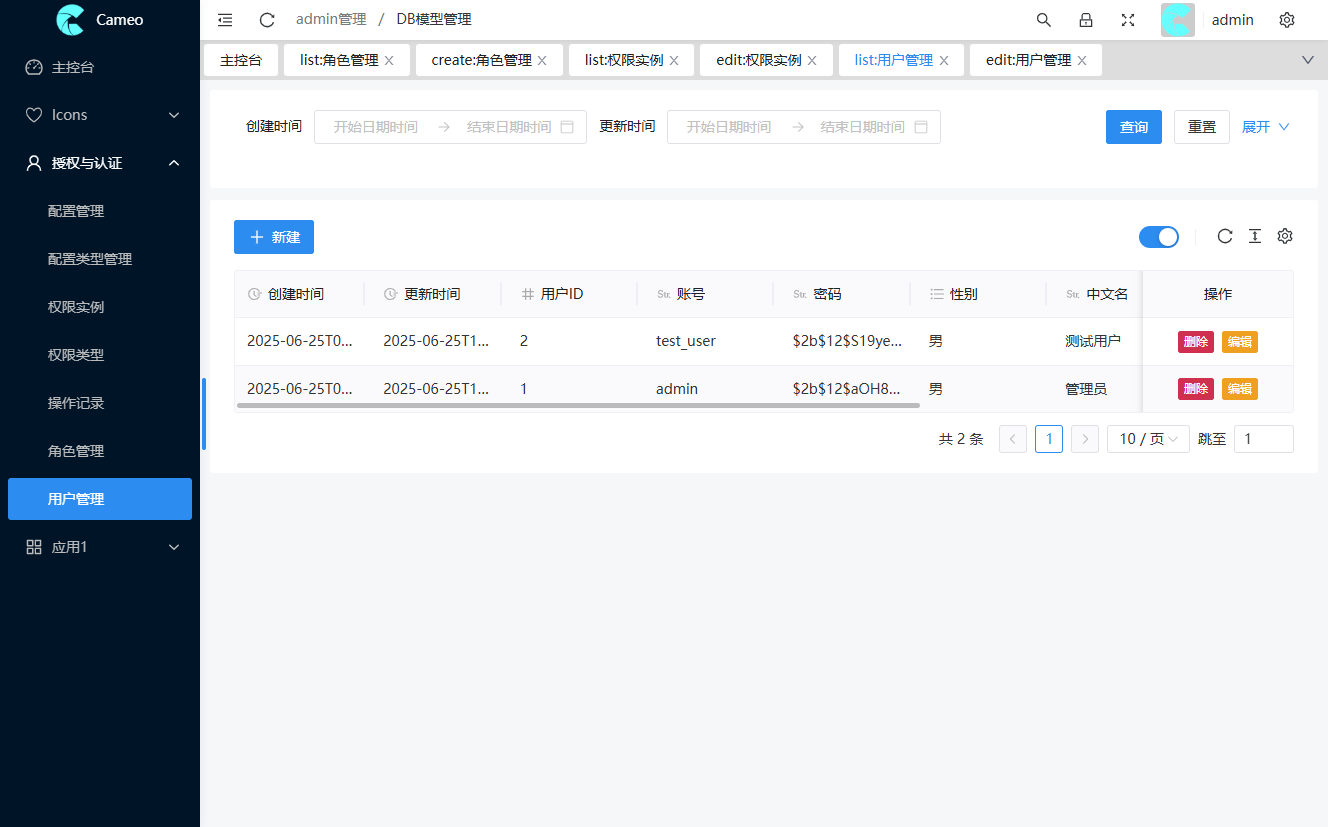 Cameo
admin管理 / DB模型管理
admin
主控台
list:角色管理
create:角色管理
list:权限实例
edit:权限实例
list:用户管理
edit:用户管理
主控台
Icons
授权与认证
配置管理
配置类型管理
权限实例
权限类型
操作记录
角色管理
用户管理
应用1
创建时间 开始日期时间 结束日期时间 更新时间 开始日期时间 结束日期时间 查询 重置 展开
新建
创建时间 更新时间 用户ID Str. 账号 Str. 密码 性别 Str. 中文名 操作
2025-06-25T0... 2025-06-25T1... 2 test_user $2b$12$S19ye... 男 测试用户 删除 编辑
2025-06-25T0... 2025-06-25T1... 1 admin $2b$12$aOH8... 男 管理员 删除 编辑
共 2 条 1 10 / 页 跳至 1